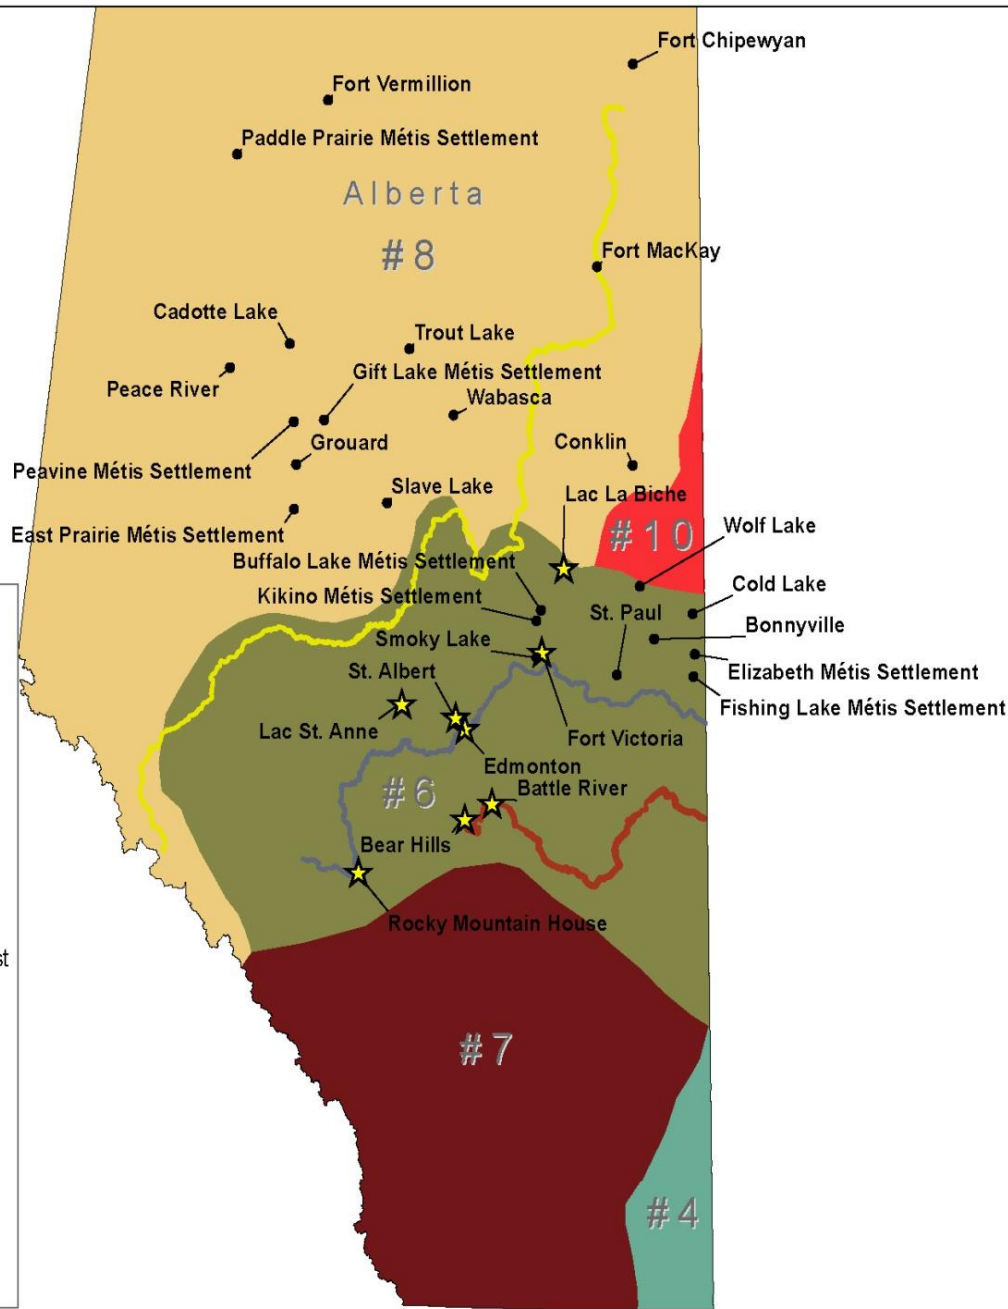 Fort Chipewyan
Fort Vermillion
Paddle Prairie Métis Settlement
Alberta
#8
Fort MacKay
Cadotte Lake
Trout Lake
Gift Lake Métis Settlement
Peace River
Wabasca
Grouard
Conklin
Peavine Métis Settlement
Slave Lake
Lac La Biche
East Prairie Métis Settlement
#10
Wolf Lake
Buffalo Lake Métis Settlement
Cold Lake
Kikino Métis Settlement
St. Paul
Bonnyville
Smoky Lake
St. Albert
Elizabeth Métis Settlement
Fishing Lake Métis Settlement
Lac St. Anne
Fort Victoria
Edmonton
#6
Battle River
Bear Hills
Rocky Mountain House
st
#7
#4